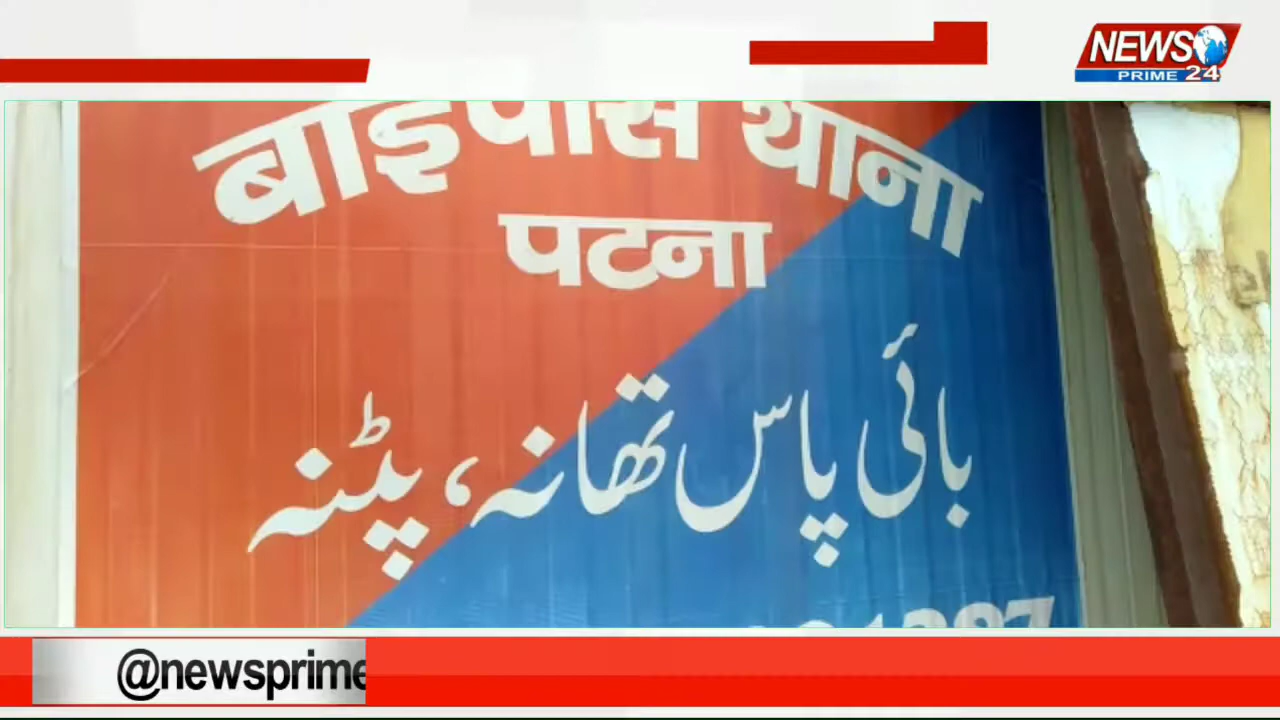 NEWS
PRIME 24
बाइपास थाना
पटना
بائی پاس تھانہ، پٹنہ
@newsprime